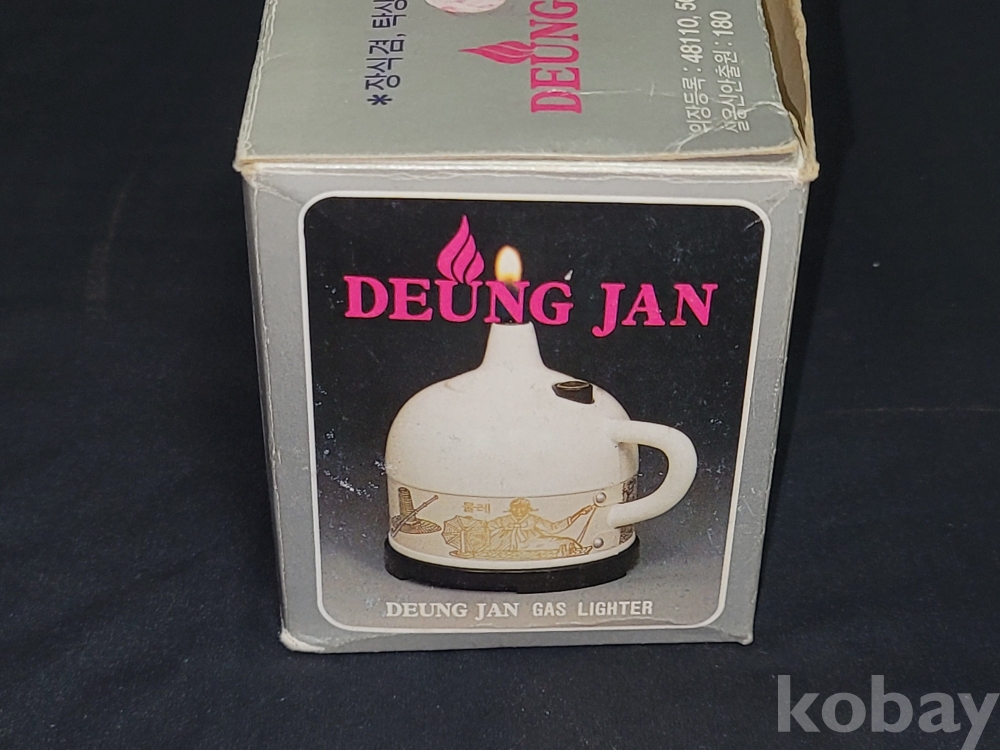 *장식겸, 탁상
DEUNG
의장등록 : 48110, 5
실용신안출원 : 180
DEUNG JAN
물레
DEUNG JAN GAS LIGHTER
kobay